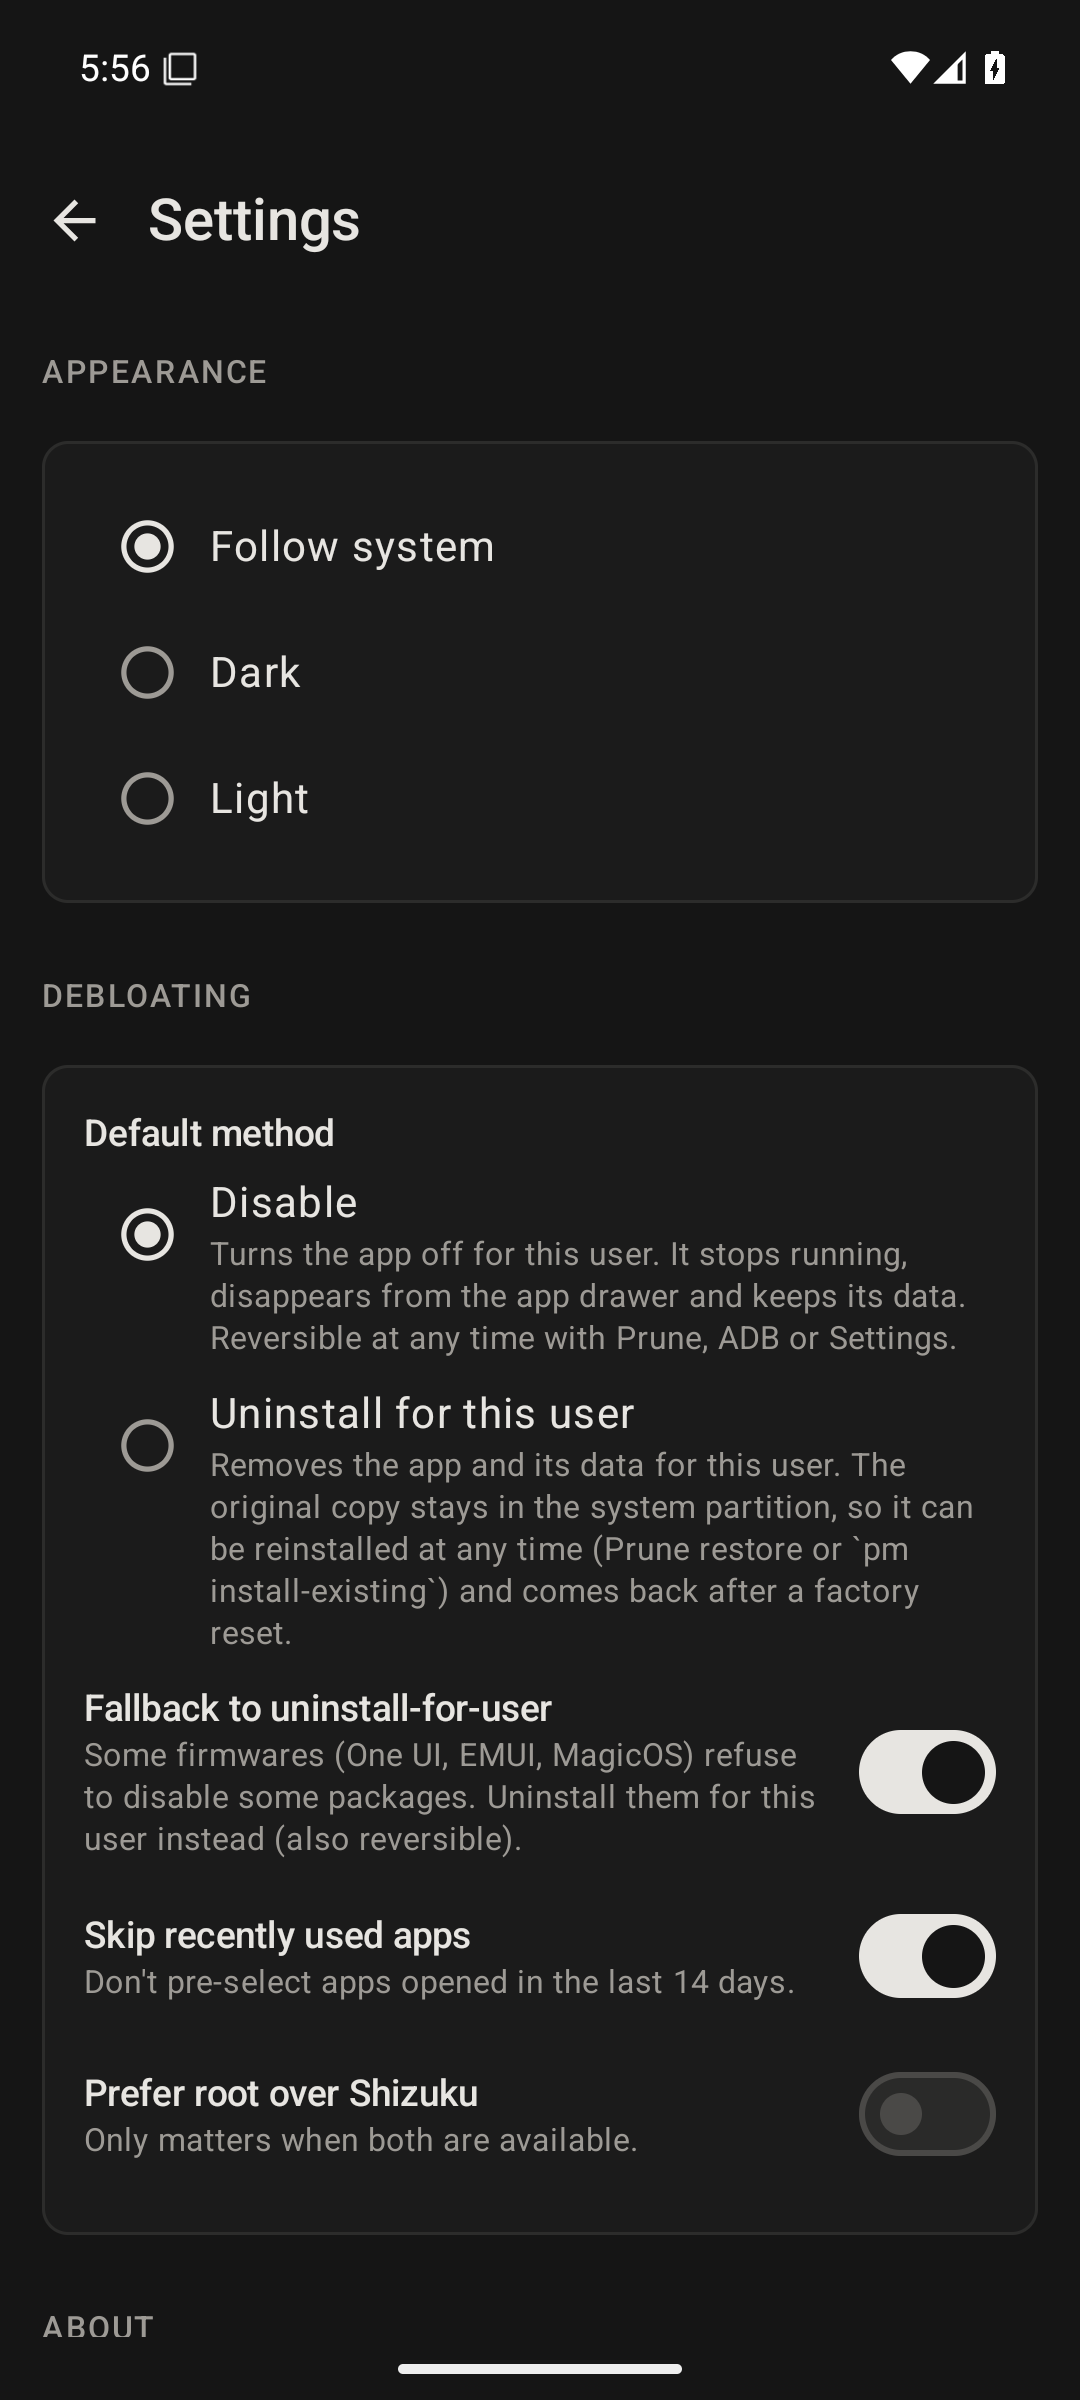 5:56
Settings
APPEARANCE
Follow system
Dark
Light
DEBLOATING
Default method
Disable
Turns the app off for this user. It stops running,
disappears from the app drawer and keeps its data.
Reversible at any time with Prune, ADB or Settings.
Uninstall for this user
Removes the app and its data for this user. The
original copy stays in the system partition, so it can
be reinstalled at any time (Prune restore or `pm
install-existing`) and comes back after a factory
reset.
Fallback to uninstall-for-user
Some firmwares (One UI, EMUI, MagicOS) refuse
to disable some packages. Uninstall them for this
user instead (also reversible).
Skip recently used apps
Don't pre-select apps opened in the last 14 days.
Prefer root over Shizuku
Only matters when both are available.
ABOUT